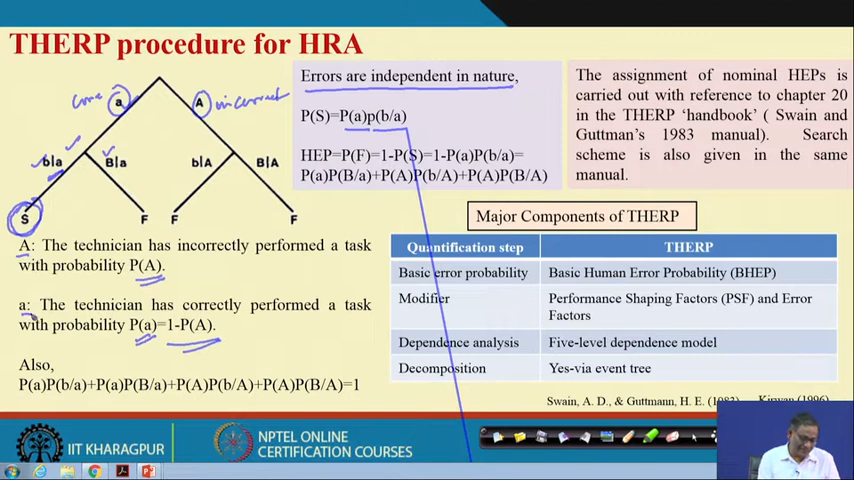 THERP procedure for HRA
a
A
incorrect
b|a
B|a
b|A
B|A
S
F
F
F
A: The technician has incorrectly performed a task
with probability P(A).
a: The technician has correctly performed a task
with probability P(a)=1-P(A).
Also,
P(a)P(b/a)+P(a)P(B/a)+P(A)P(b/A)+P(A)P(B/A)=1
Errors are independent in nature,
P(S)=P(a)p(b/a)
HEP=P(F)=1-P(S)=1-P(a)P(b/a)=
P(a)P(B/a)+P(A)P(b/A)+P(A)P(B/A)
The assignment of nominal HEPs is
carried out with reference to chapter 20
in the THERP 'handbook' ( Swain and
Guttman's 1983 manual). Search
scheme is also given in the same
manual.
Major Components of THERP
Quantification step THERP
Basic error probability Basic Human Error Probability (BHEP)
Modifier Performance Shaping Factors (PSF) and Error
Factors
Dependence analysis Five-level dependence model
Decomposition Yes-via event tree
Swain, A. D., & Guttmann, H. E. Kirwan (1996)
IIT KHARAGPUR
NPTEL ONLINE
CERTIFICATION COURSES